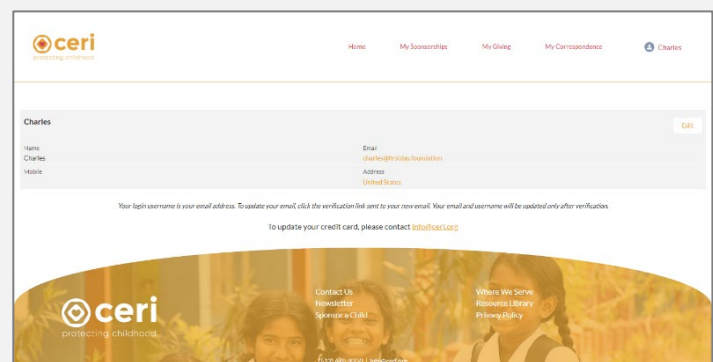 ceri
protecting childhood
Home My Sponsorships My Giving My Correspondence Charles
Charles
Edit
Name Email
Charles charles@firstday.foundation
Mobile Address
United States
Your login username is your email address. To update your email, click the verification link sent to your new email. Your email and username will be updated only after verification.
To update your credit card, please contact info@ceri.org
ceri
protecting childhood
Contact Us Where We Serve
Newsletter Resource Library
Sponsor a Child Privacy Policy